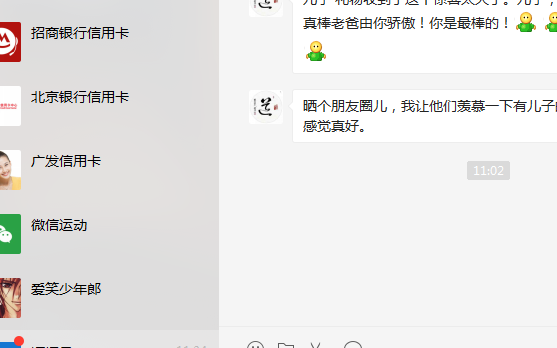 招商银行信用卡
北京银行信用卡
广发信用卡
微信运动
爱笑少年郎
真棒老爸由你骄傲！你是最棒的！
晒个朋友圈儿，我让他们羡慕一下有儿子的
感觉真好。
11:02